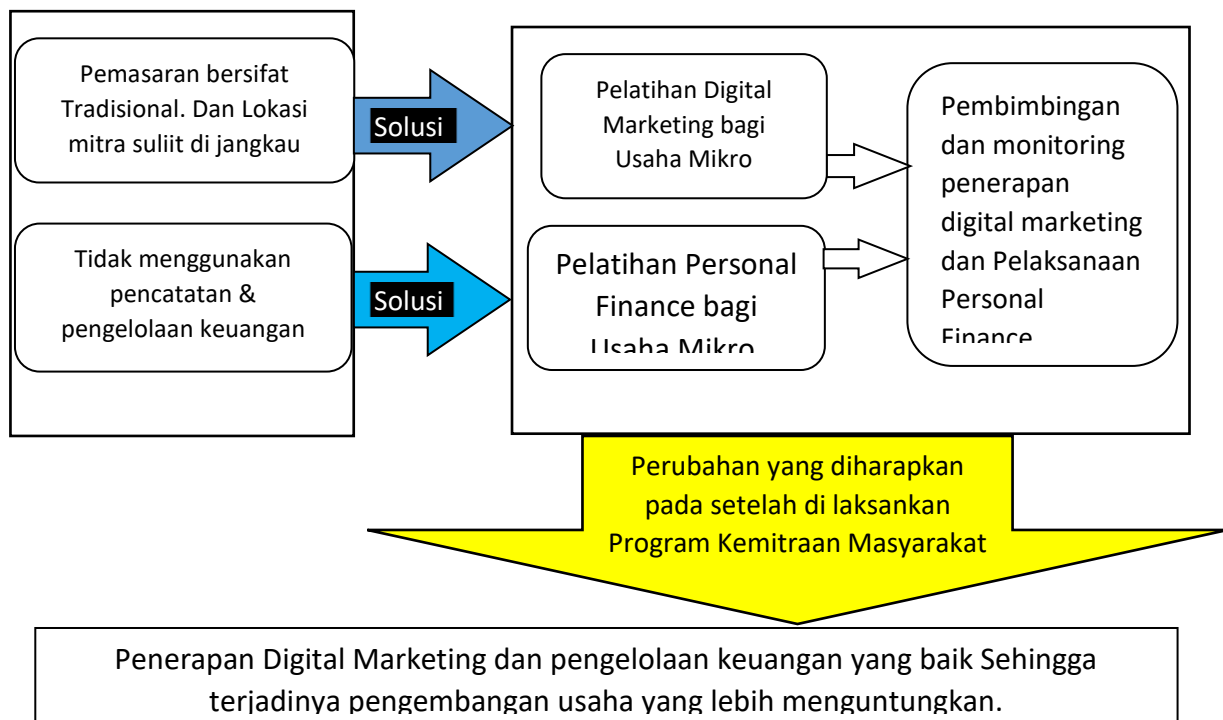 Pemasaran bersifat
Tradisional. Dan Lokasi
mitra suliit di jangkau
Solusi
Pelatihan Digital
Marketing bagi
Usaha Mikro
Tidak menggunakan
pencatatan &
pengelolaan keuangan
Solusi
Pelatihan Personal
Finance bagi
Usaha Mikro
Pembimbingan
dan monitoring
penerapan
digital marketing
dan Pelaksanaan
Personal
Finance
Perubahan yang diharapkan
pada setelah di laksankan
Program Kemitraan Masyarakat
Penerapan Digital Marketing dan pengelolaan keuangan yang baik Sehingga
terjadinya pengembangan usaha yang lebih menguntungkan.